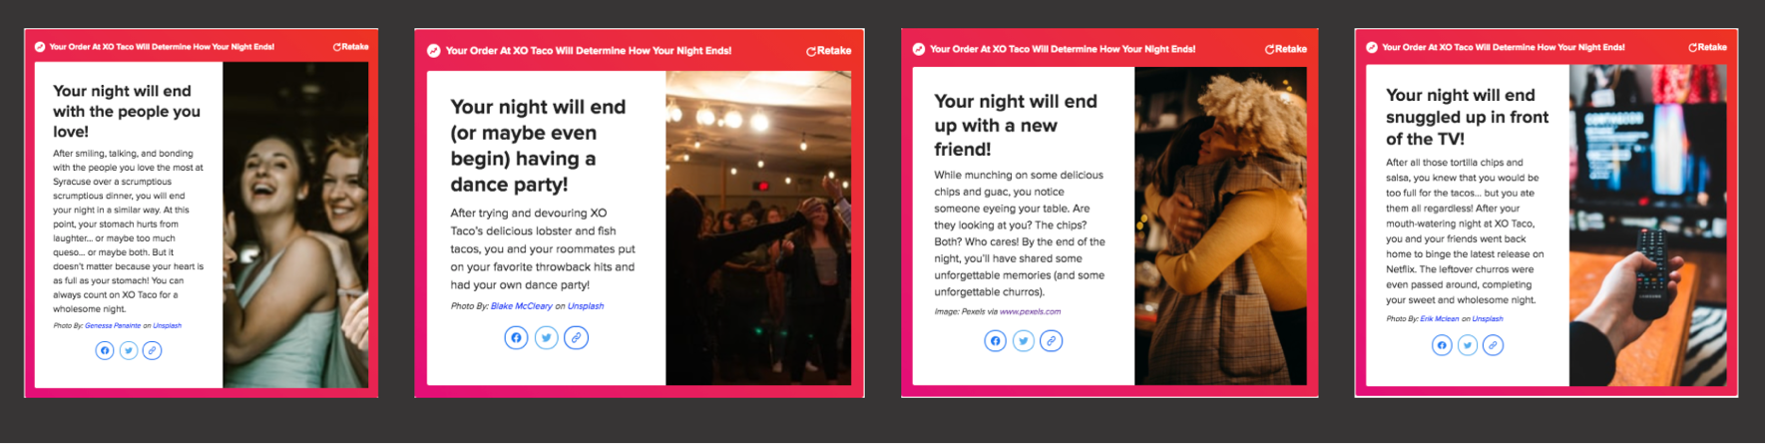 Your Order At XO Taco Will Determine How Your Night Ends!
Retake
Your night will end
with the people you
love!
After smiling, talking, and bonding
with the people you love the most at
Syracuse over a scrumptious
scrumptious dinner, you will end
your night in a similar way. At this
point, your stomach hurts from
laughter... or maybe too much
queso... or maybe both. But it
doesn't matter because your heart is
as full as your stomach! You can
always count on XO Taco for a
wholesome night.
Photo By: Genessa Panainte on Unsplash
Your Order At XO Taco Will Determine How Your Night Ends!
Retake
Your night will end
(or maybe even
begin) having a
dance party!
After trying and devouring XO
Taco's delicious lobster and fish
tacos, you and your roommates put
on your favorite throwback hits and
had your own dance party!
Photo By: Blake McCleary on Unsplash
Your Order At XO Taco Will Determine How Your Night Ends!
Retake
Your night will end
up with a new
friend!
While munching on some delicious
chips and guac, you notice
someone eyeing your table. Are
they looking at you? The chips?
Both? Who cares! By the end of the
night, you'll have shared some
unforgettable memories (and some
unforgettable churros).
Image: Pexels via www.pexels.com
Your Order At XO Taco Will Determine How Your Night Ends!
Retake
Your night will end
snuggled up in front
of the TV!
After all those tortilla chips and
salsa, you knew that you would be
too full for the tacos... but you ate
them all regardless! After your
mouth-watering night at XO Taco,
you and your friends went back
home to binge the latest release on
Netflix. The leftover churros were
even passed around, completing
your sweet and wholesome night.
Photo By: Erik Mclean on Unsplash